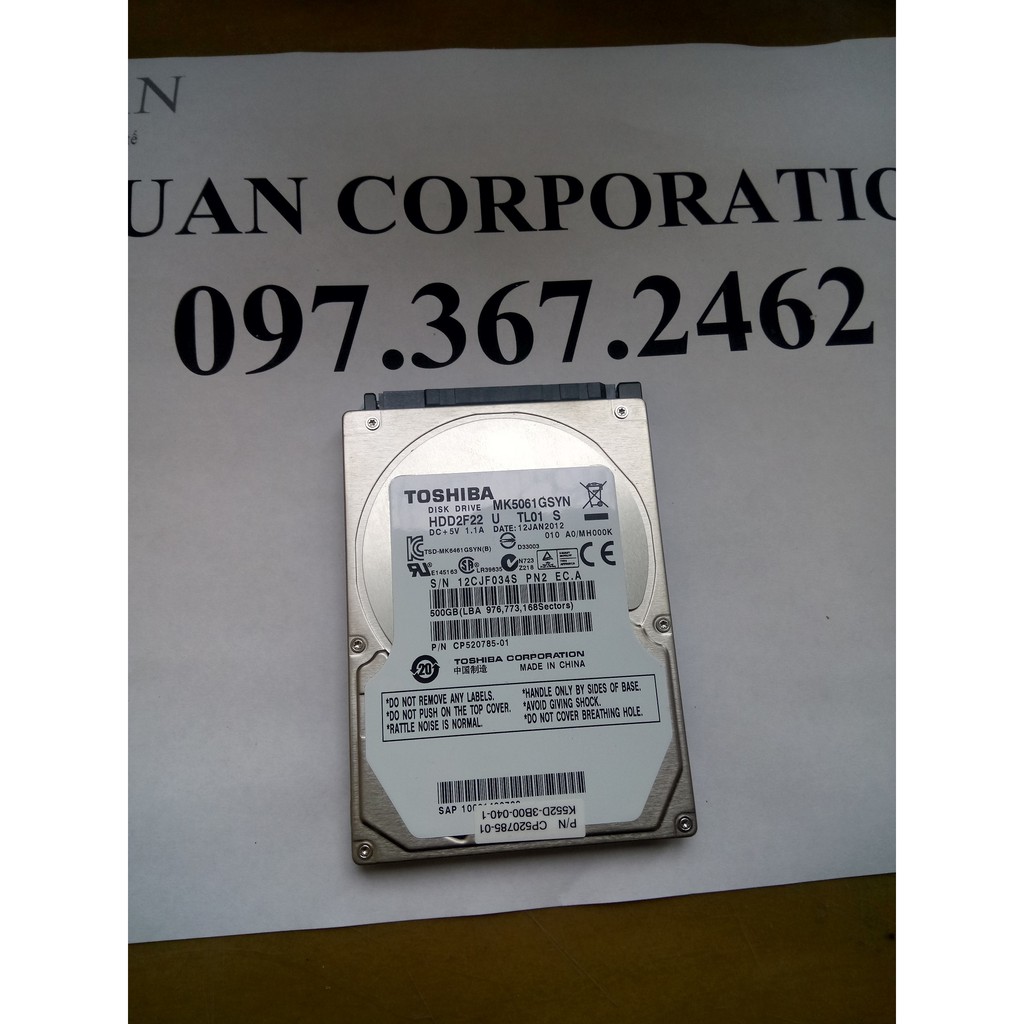 N
UAN CORPORATIO
097.367.2462
TOSHIBA MK5061GSYN
DISK DRIVE
HDD2F22 U TL01 S
DC+5V 1.1A DATE:12JAN2012
010 A0/MH000K
TSD-MK6461GSYN(B) D33003
E145163 LR39635 N723
Z218
S/N 12CJF034S PN2 EC.A
500GB(LBA 976,773,168Sectors)
P/N CP520785-01
20 TOSHIBA CORPORATION
中国制造 MADE IN CHINA
*DO NOT REMOVE ANY LABELS. *HANDLE ONLY BY SIDES OF BASE.
*DO NOT PUSH ON THE TOP COVER. *AVOID GIVING SHOCK.
*RATTLE NOISE IS NORMAL. *DO NOT COVER BREATHING HOLE.
SAP
P/N CP520785-01
K552D-3B00-040-1